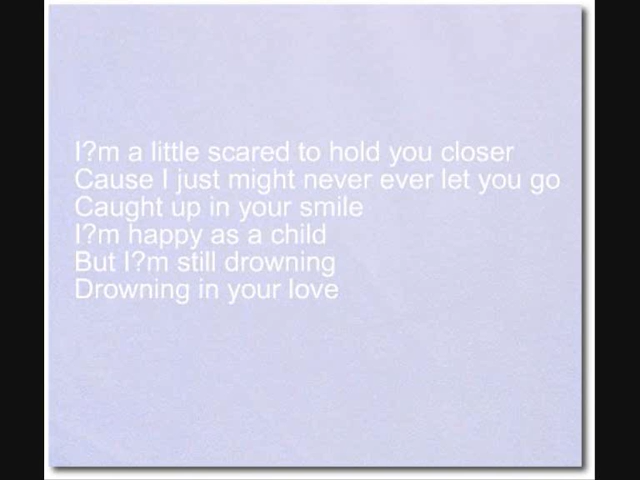 I?m a little scared to hold you closer
Cause I just might never ever let you go
Caught up in your smile
I?m happy as a child
But I?m still drowning
Drowning in your love